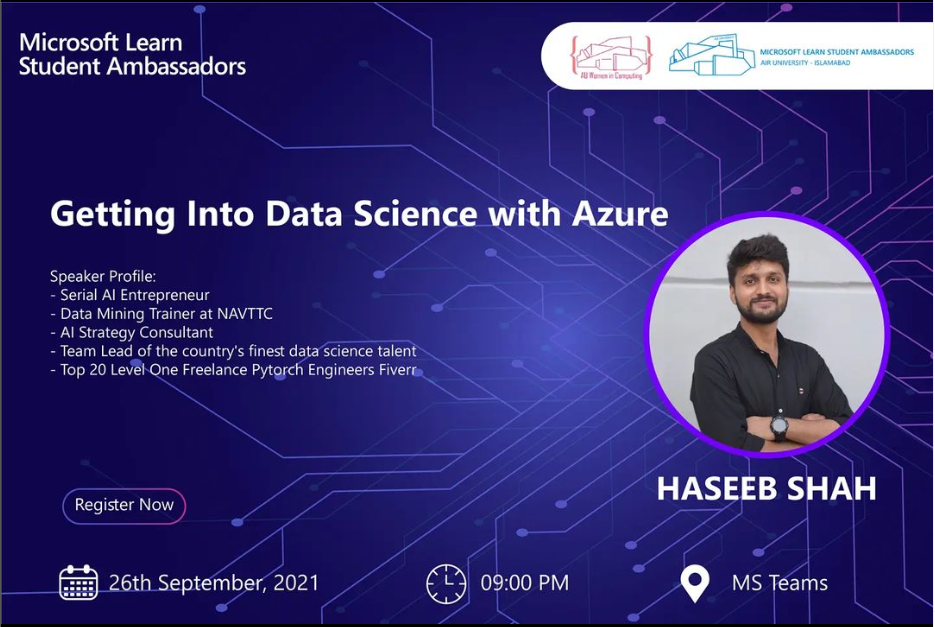 Microsoft Learn
Student Ambassadors
AU Women in Computing
MICROSOFT LEARN STUDENT AMBASSADORS
AIR UNIVERSITY - ISLAMABAD
Getting Into Data Science with Azure
Speaker Profile:
- Serial AI Entrepreneur
- Data Mining Trainer at NAVTTC
- AI Strategy Consultant
- Team Lead of the country's finest data science talent
- Top 20 Level One Freelance Pytorch Engineers Fiverr
HASEEB SHAH
Register Now
26th September, 2021
09:00 PM
MS Teams